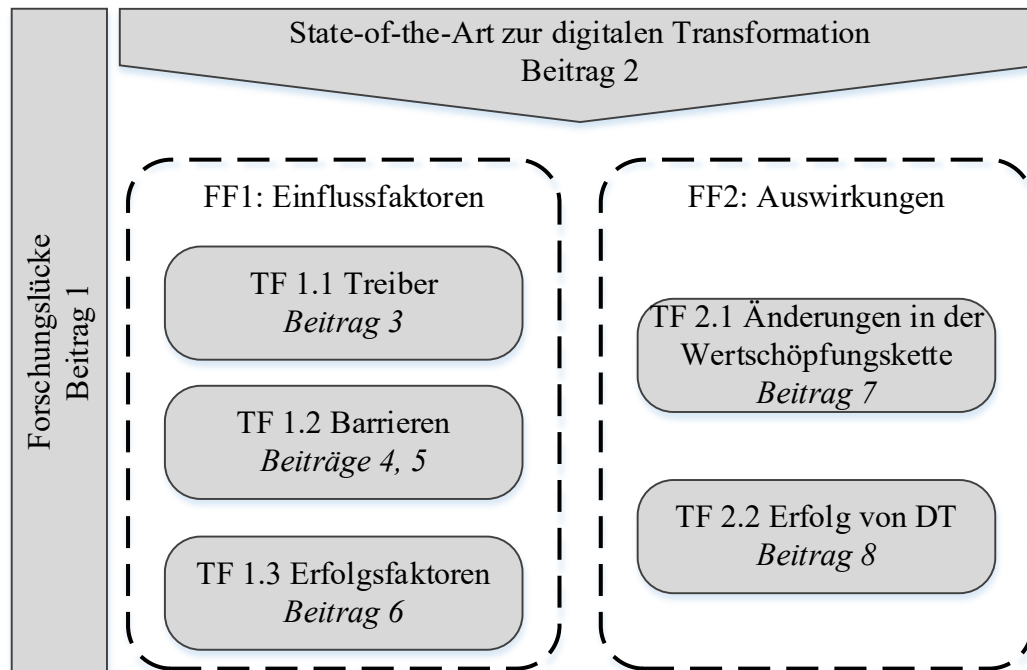 State-of-the-Art zur digitalen Transformation
Beitrag 2
Forschungslücke
Beitrag 1
FF1: Einflussfaktoren
TF 1.1 Treiber
Beitrag 3
TF 1.2 Barrieren
Beiträge 4, 5
TF 1.3 Erfolgsfaktoren
Beitrag 6
FF2: Auswirkungen
TF 2.1 Änderungen in der
Wertschöpfungskette
Beitrag 7
TF 2.2 Erfolg von DT
Beitrag 8